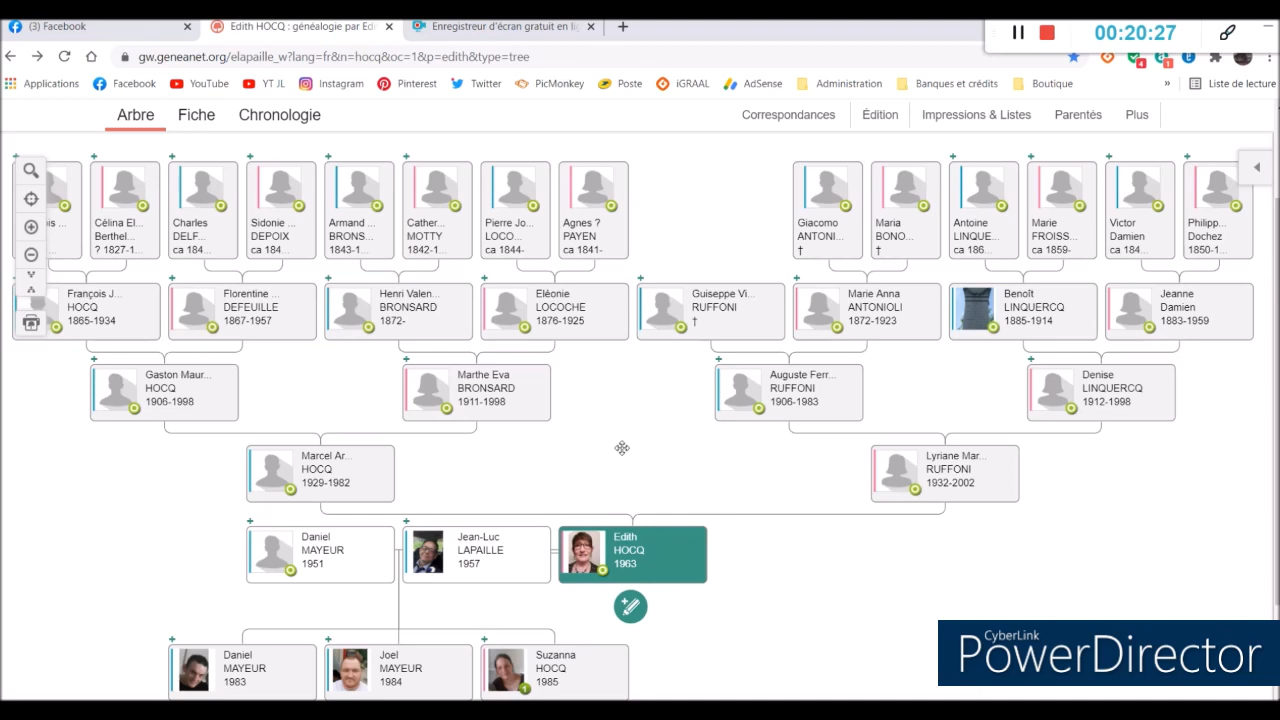 (3) Facebook
Edith HOCQ : généalogie par Edi
Enregistreur d'écran gratuit en li
00:20:27
gw.geneanet.org/elapaille_w?lang=fr&n=hocq&oc=1&p=edith&type=tree
4
1
Applications Facebook YouTube YT JL Instagram Pinterest Twitter PicMonkey Poste iGRAAL AdSense Administration Banques et crédits Boutique » Liste de lecture
Arbre Fiche Chronologie Correspondances Édition Impressions & Listes Parentés Plus
is ...
Célina El...
Berthel...
? 1827-1...
Charles
DELF...
ca 184...
Sidonie ...
DEPOIX
ca 184...
Armand ...
BRONS...
1843-1...
Cather...
MOTTY
1842-1...
Pierre Jo...
LOCO...
ca 1844-
Agnes ?
PAYEN
ca 1841-
Giacomo
ANTONI...
†
Maria
BONO...
†
Antoine
LINQUE...
ca 186...
Marie
FROISS...
ca 1859-
Victor
Damien
ca 184...
Philipp...
Dochez
1850-1...
François J...
HOCQ
1865-1934
Florentine ...
DEFEUILLE
1867-1957
Henri Valen...
BRONSARD
1872-
Eléonie
LOCOCHE
1876-1925
Guiseppe Vi...
RUFFONI
†
Marie Anna
ANTONIOLI
1872-1923
Benoît
LINQUERCQ
1885-1914
Jeanne
Damien
1883-1959
Gaston Maur...
HOCQ
1906-1998
Marthe Eva
BRONSARD
1911-1998
Auguste Ferr...
RUFFONI
1906-1983
Denise
LINQUERCQ
1912-1998
Marcel Ar...
HOCQ
1929-1982
Lyriane Mar...
RUFFONI
1932-2002
Daniel
MAYEUR
1951
Jean-Luc
LAPAILLE
1957
Edith
HOCQ
1963
Daniel
MAYEUR
1983
Joel
MAYEUR
1984
Suzanna
HOCQ
1985
1
CyberLink
PowerDirector